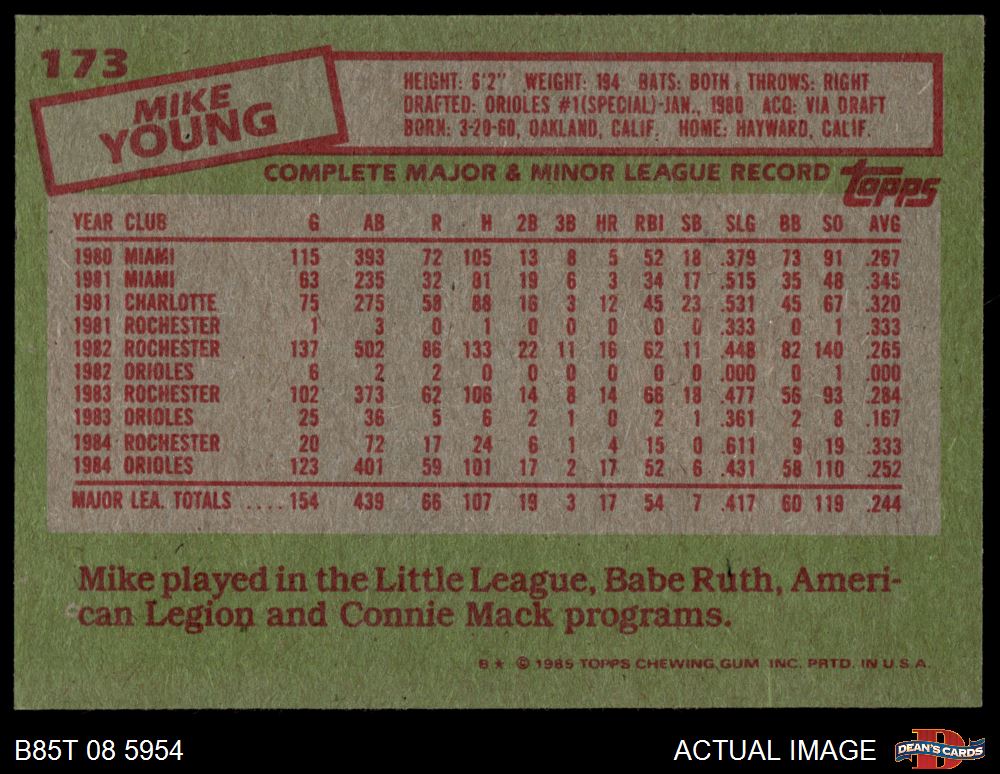 173
MIKE
YOUNG
HEIGHT: 6'2" WEIGHT: 194 BATS: BOTH THROWS: RIGHT
DRAFTED: ORIOLES #1(SPECIAL)-JAN., 1980 ACQ: VIA DRAFT
BORN: 3-20-60, OAKLAND, CALIF. HOME: HAYWARD, CALIF.
COMPLETE MAJOR & MINOR LEAGUE RECORD topps
YEAR CLUB G AB R H 2B 3B HR RBI SB SLG BB SO AVG
1980 MIAMI 115 393 72 105 13 8 5 52 18 .379 73 91 .267
1981 MIAMI 63 235 32 81 19 6 3 34 17 .515 35 48 .345
1981 CHARLOTTE 75 275 58 88 16 3 12 45 23 .531 45 67 .320
1981 ROCHESTER 1 3 0 1 0 0 0 0 0 .333 0 1 .333
1982 ROCHESTER 137 502 86 133 22 11 16 62 11 .448 82 140 .265
1982 ORIOLES 6 2 2 0 0 0 0 0 0 .000 0 1 .000
1983 ROCHESTER 102 373 62 106 14 8 14 66 18 .477 56 93 .284
1983 ORIOLES 25 36 5 6 2 1 0 2 1 .361 2 8 .167
1984 ROCHESTER 20 72 17 24 6 1 4 15 0 .611 9 19 .333
1984 ORIOLES 123 401 59 101 17 2 17 52 6 .431 58 110 .252
MAJOR LEA. TOTALS .... 154 439 66 107 19 3 17 54 7 .417 60 119 .244
Mike played in the Little League, Babe Ruth, Ameri-
can Legion and Connie Mack programs.
B★ © 1985 TOPPS CHEWING GUM INC. PRTD. IN U.S.A.
B85T 08 5954 ACTUAL IMAGE DEAN'S CARDS